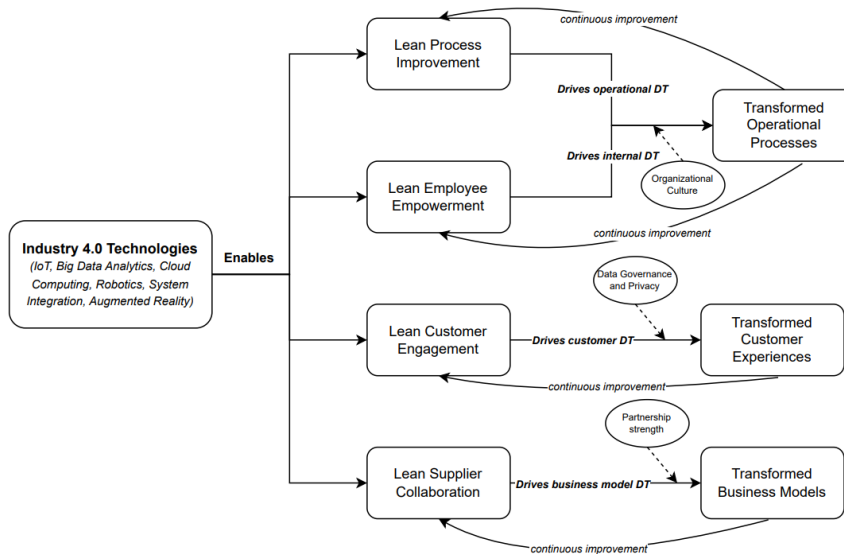 continuous improvement
Lean Process
Improvement
Drives operational DT
Transformed
Operational
Processes
Drives internal DT
Organizational
Culture
Lean Employee
Empowerment
continuous improvement
Industry 4.0 Technologies
(IoT, Big Data Analytics, Cloud
Computing, Robotics, System
Integration, Augmented Reality)
Enables
Data Governance
and Privacy
Lean Customer
Engagement
Drives customer DT
Transformed
Customer
Experiences
continuous improvement
Partnership
strength
Lean Supplier
Collaboration
Drives business model DT
Transformed
Business Models
continuous improvement